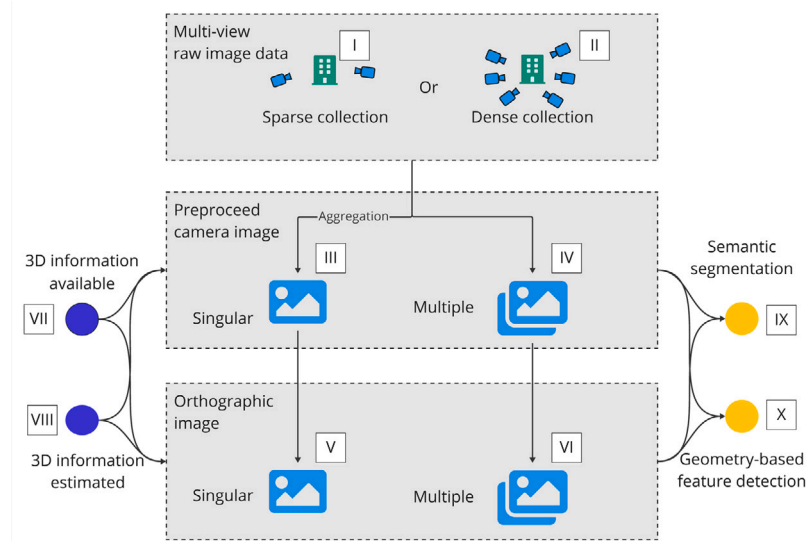 Multi-view
raw image data
I
II
Or
Sparse collection
Dense collection
Preproceed
camera image
Aggregation
III
IV
Singular
Multiple
3D information
available
VII
VIII
3D information
estimated
Semantic
segmentation
IX
X
Geometry-based
feature detection
Orthographic
image
V
VI
Singular
Multiple